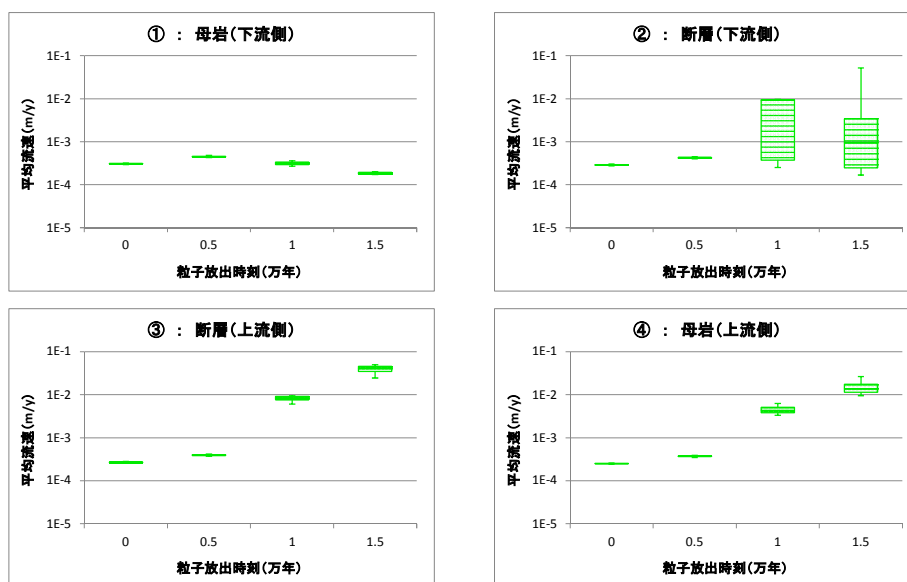 ① : 母岩(下流側)
1E-1
1E-2
1E-3
1E-4
1E-5
平均流速(m/y)
0 0.5 1 1.5
粒子放出時刻(万年)
② : 断層(下流側)
1E-1
1E-2
1E-3
1E-4
1E-5
平均流速(m/y)
0 0.5 1 1.5
粒子放出時刻(万年)
③ : 断層(上流側)
1E-1
1E-2
1E-3
1E-4
1E-5
平均流速(m/y)
0 0.5 1 1.5
粒子放出時刻(万年)
④ : 母岩(上流側)
1E-1
1E-2
1E-3
1E-4
1E-5
平均流速(m/y)
0 0.5 1 1.5
粒子放出時刻(万年)